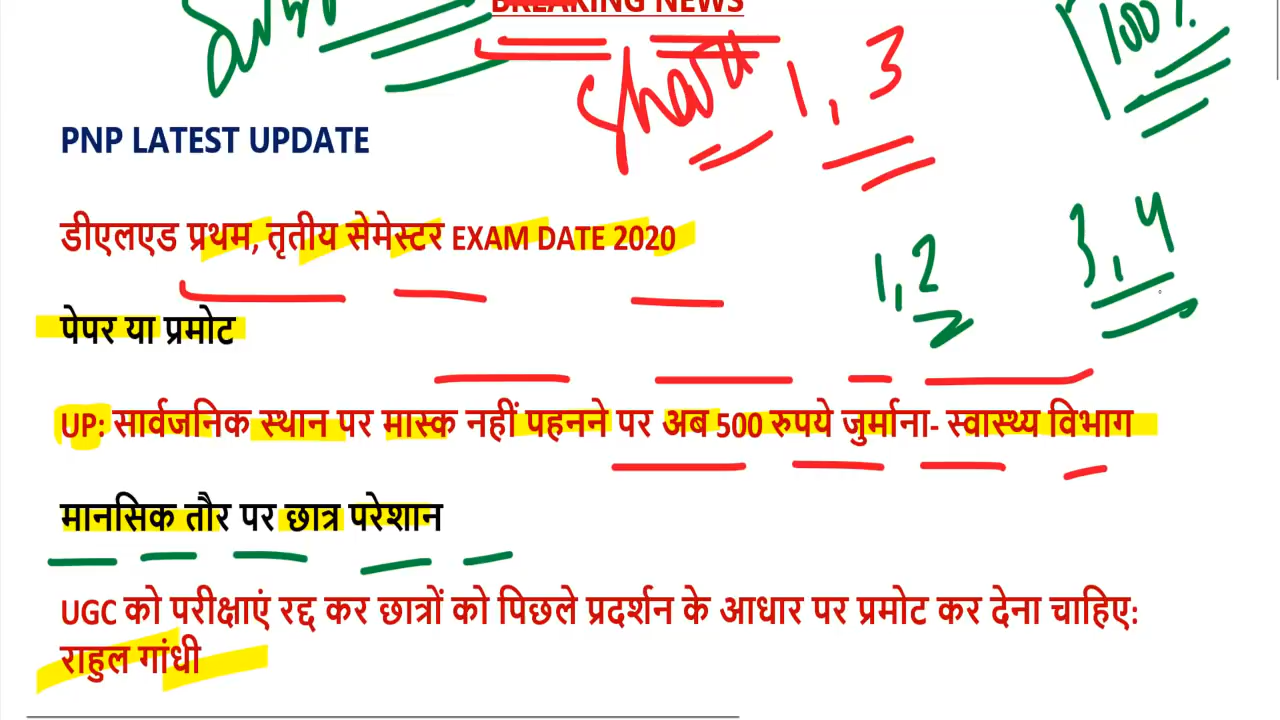 BREAKING NEWS
100%
Share 1, 3
PNP LATEST UPDATE
डीएलएड प्रथम, तृतीय सेमेस्टर EXAM DATE 2020
1, 2
3, 4
पेपर या प्रमोट
UP: सार्वजनिक स्थान पर मास्क नहीं पहनने पर अब 500 रुपये जुर्माना- स्वास्थ्य विभाग
मानसिक तौर पर छात्र परेशान
UGC को परीक्षाएं रद्द कर छात्रों को पिछले प्रदर्शन के आधार पर प्रमोट कर देना चाहिए:
राहुल गांधी